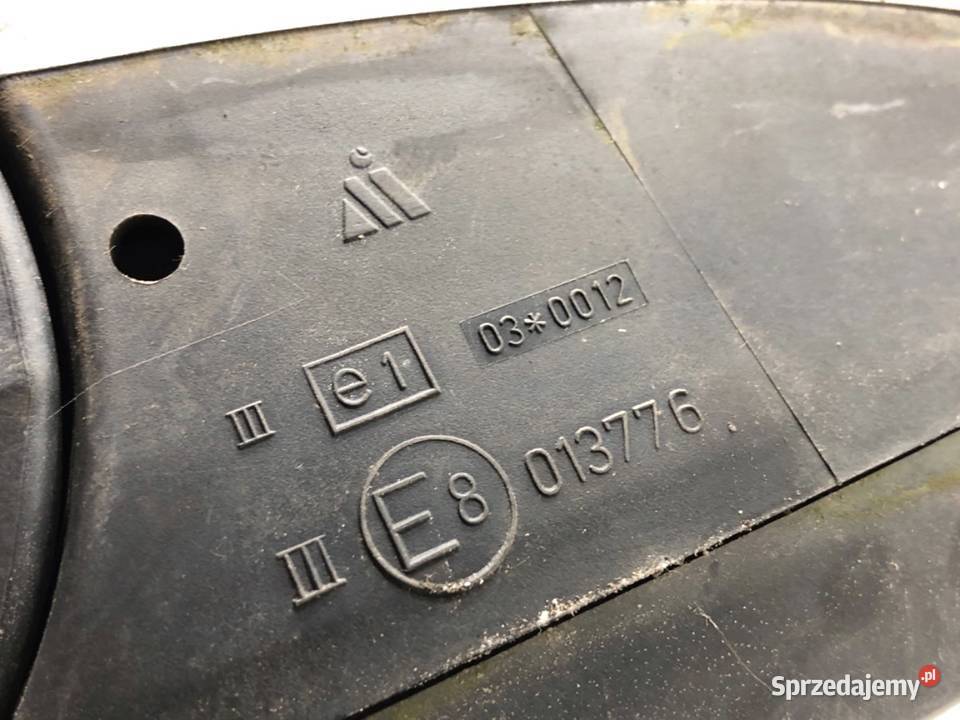 03*0012
III e1
013776
III E8
Sprzedajemy.pl